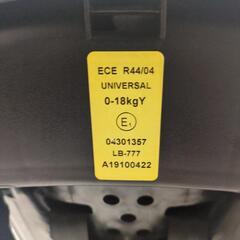 ECE R44/04
UNIVERSAL
0-18kgY
E1
04301357
LB-777
A19100422